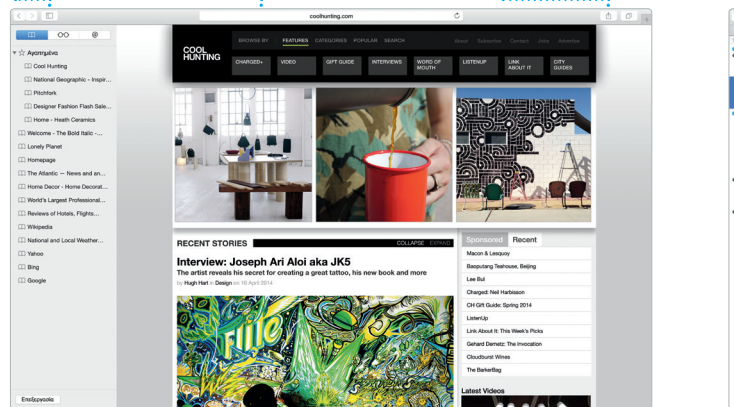 coolhunting.com
@
Αγαπημένα
Cool Hunting
National Geographic - Inspir...
Pitchfork
Designer Fashion Flash Sale...
Home - Heath Ceramics
Welcome - The Bold Italic -...
Lonely Planet
Homepage
The Atlantic — News and an...
Home Decor - Home Decorat...
World's Largest Professional...
Reviews of Hotels, Flights...
Wikipedia
National and Local Weather...
Yahoo
Bing
Google
Επεξεργασία
COOL
HUNTING
BROWSE BY FEATURES CATEGORIES POPULAR SEARCH
About Subscribe Contact Jobs Advertise
CHARGED+
VIDEO
GIFT GUIDE
INTERVIEWS
WORD OF
MOUTH
LISTENUP
LINK
ABOUT IT
CITY
GUIDES
RECENT STORIES
COLLAPSE EXPAND
Interview: Joseph Ari Aloi aka JK5
The artist reveals his secret for creating a great tattoo, his new book and more
by Hugh Hart in Design on 16 April 2014
Sponsored Recent
Macon & Lesquoy
Baoputang Teahouse, Beijing
Lee Bul
Charged: Neil Harbisson
CH Gift Guide: Spring 2014
ListenUp
Link About It: This Week's Picks
Gehard Demetz: The Invocation
Cloudburst Wines
The BarkerBag
Latest Videos